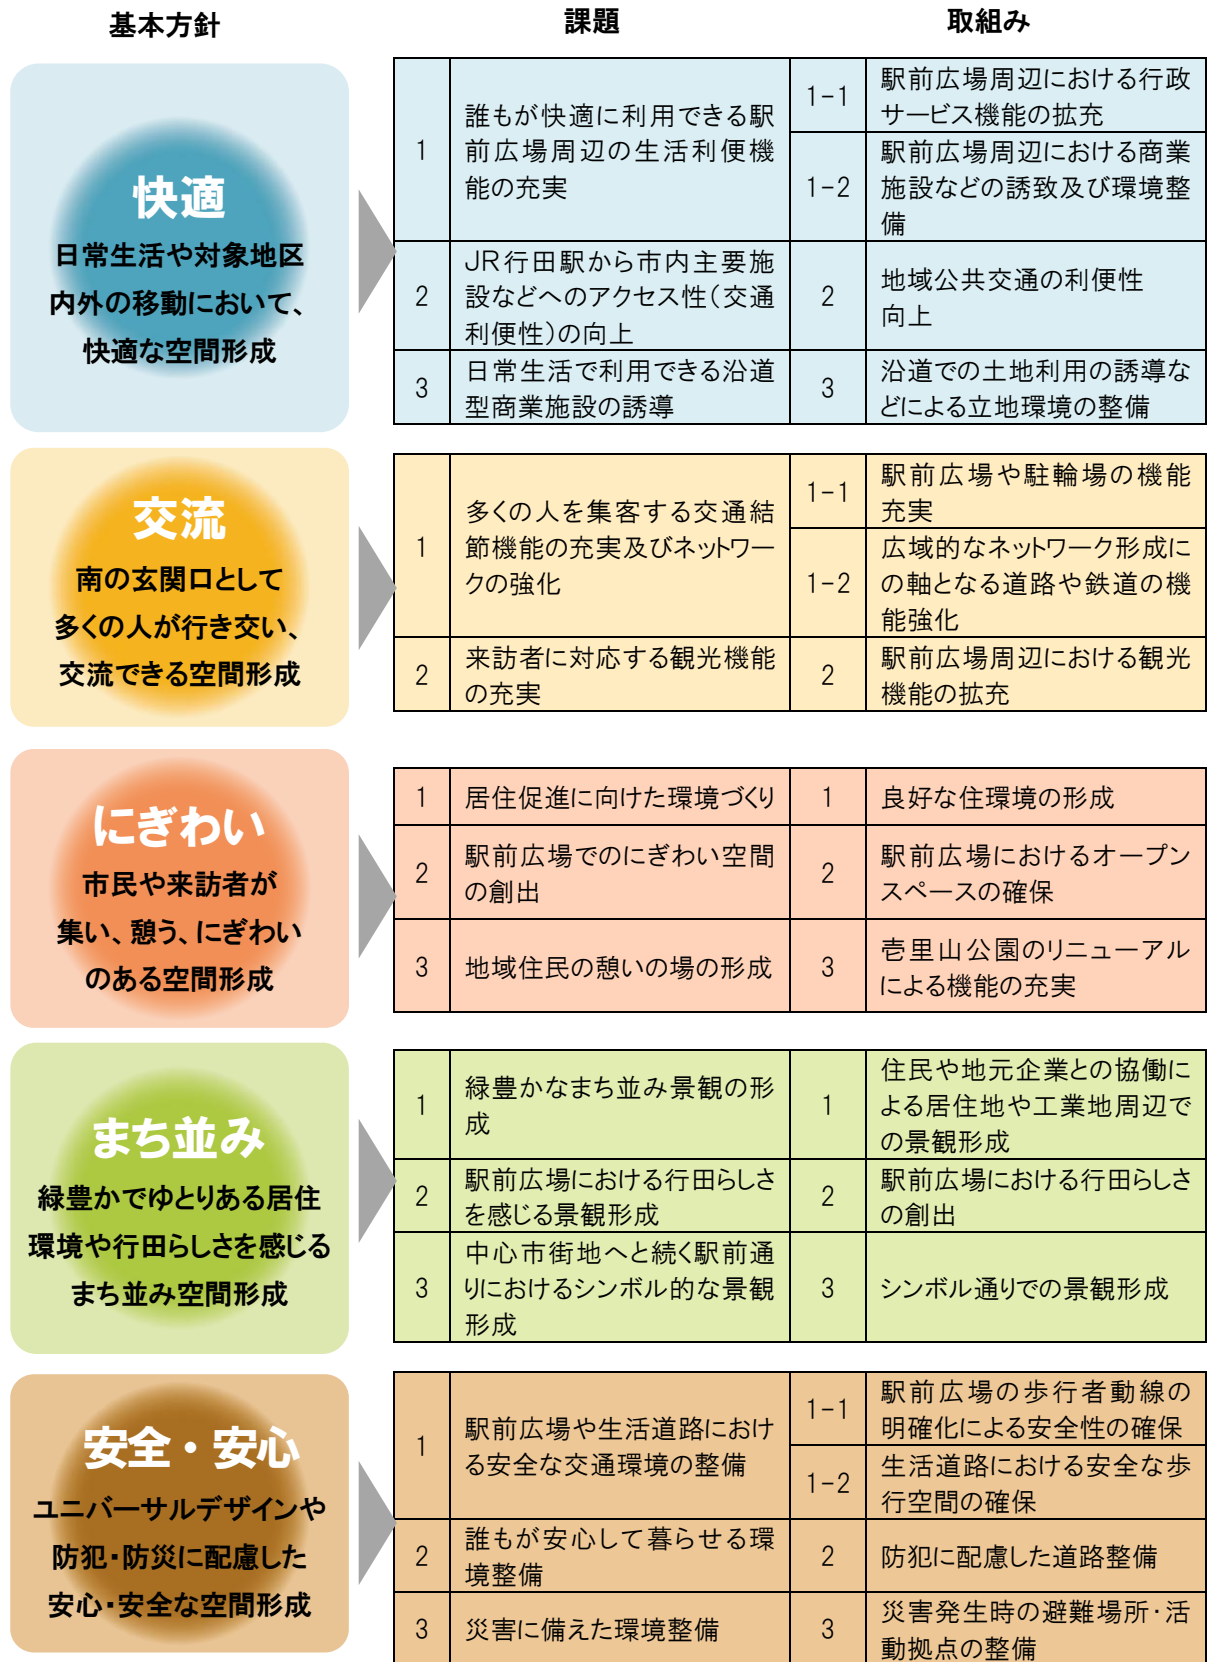 基本方針
課題
取組み
快適
日常生活や対象地区
内外の移動において、
快適な空間形成
1
誰もが快適に利用できる駅
前広場周辺の生活利便機
能の充実
1-1
駅前広場周辺における行政
サービス機能の拡充
1-2
駅前広場周辺における商業
施設などの誘致及び環境整
備
2
JR行田駅から市内主要施
設などへのアクセス性(交通
利便性)の向上
2
地域公共交通の利便性
向上
3
日常生活で利用できる沿道
型商業施設の誘導
3
沿道での土地利用の誘導な
どによる立地環境の整備
交流
南の玄関口として
多くの人が行き交い、
交流できる空間形成
1
多くの人を集客する交通結
節機能の充実及びネットワー
クの強化
1-1
駅前広場や駐輪場の機能
充実
1-2
広域的なネットワーク形成に
の軸となる道路や鉄道の機
能強化
2
来訪者に対応する観光機能
の充実
2
駅前広場周辺における観光
機能の拡充
にぎわい
市民や来訪者が
集い、憩う、にぎわい
のある空間形成
1
居住促進に向けた環境づくり
1
良好な住環境の形成
2
駅前広場でのにぎわい空間
の創出
2
駅前広場におけるオープン
スペースの確保
3
地域住民の憩いの場の形成
3
壱里山公園のリニューアル
による機能の充実
まち並み
緑豊かでゆとりある居住
環境や行田らしさを感じる
まち並み空間形成
1
緑豊かなまち並み景観の形
成
1
住民や地元企業との協働に
よる居住地や工業地周辺で
の景観形成
2
駅前広場における行田らしさ
を感じる景観形成
2
駅前広場における行田らしさ
の創出
3
中心市街地へと続く駅前通
りにおけるシンボル的な景観
形成
3
シンボル通りでの景観形成
安全・安心
ユニバーサルデザインや
防犯・防災に配慮した
安心・安全な空間形成
1
駅前広場や生活道路におけ
る安全な交通環境の整備
1-1
駅前広場の歩行者動線の
明確化による安全性の確保
1-2
生活道路における安全な歩
行空間の確保
2
誰もが安心して暮らせる環
境整備
2
防犯に配慮した道路整備
3
災害に備えた環境整備
3
災害発生時の避難場所・活
動拠点の整備